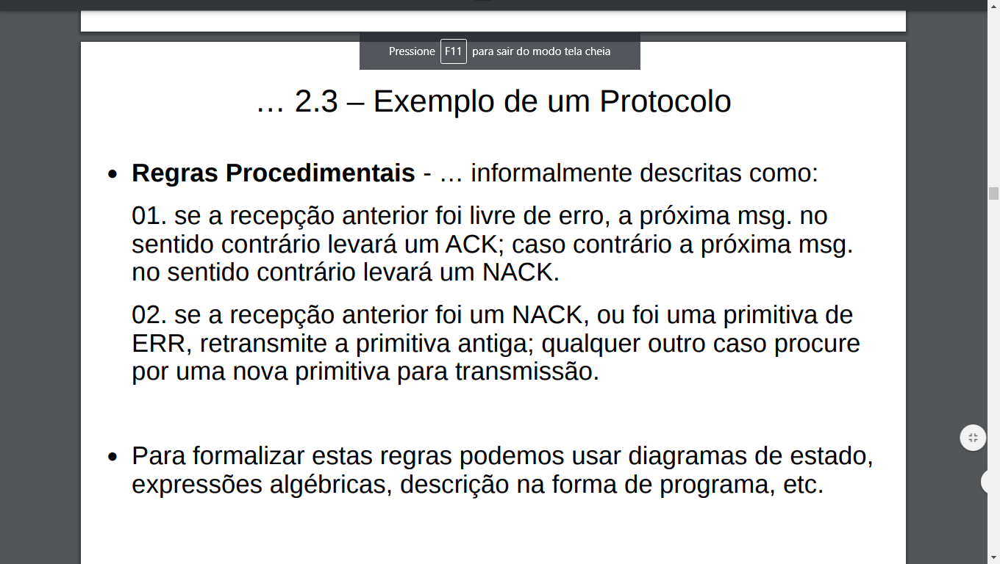 Pressione F11 para sair do modo tela cheia
… 2.3 – Exemplo de um Protocolo
● Regras Procedimentais - … informalmente descritas como:
01. se a recepção anterior foi livre de erro, a próxima msg. no
sentido contrário levará um ACK; caso contrário a próxima msg.
no sentido contrário levará um NACK.
02. se a recepção anterior foi um NACK, ou foi uma primitiva de
ERR, retransmite a primitiva antiga; qualquer outro caso procure
por uma nova primitiva para transmissão.
● Para formalizar estas regras podemos usar diagramas de estado,
expressões algébricas, descrição na forma de programa, etc.